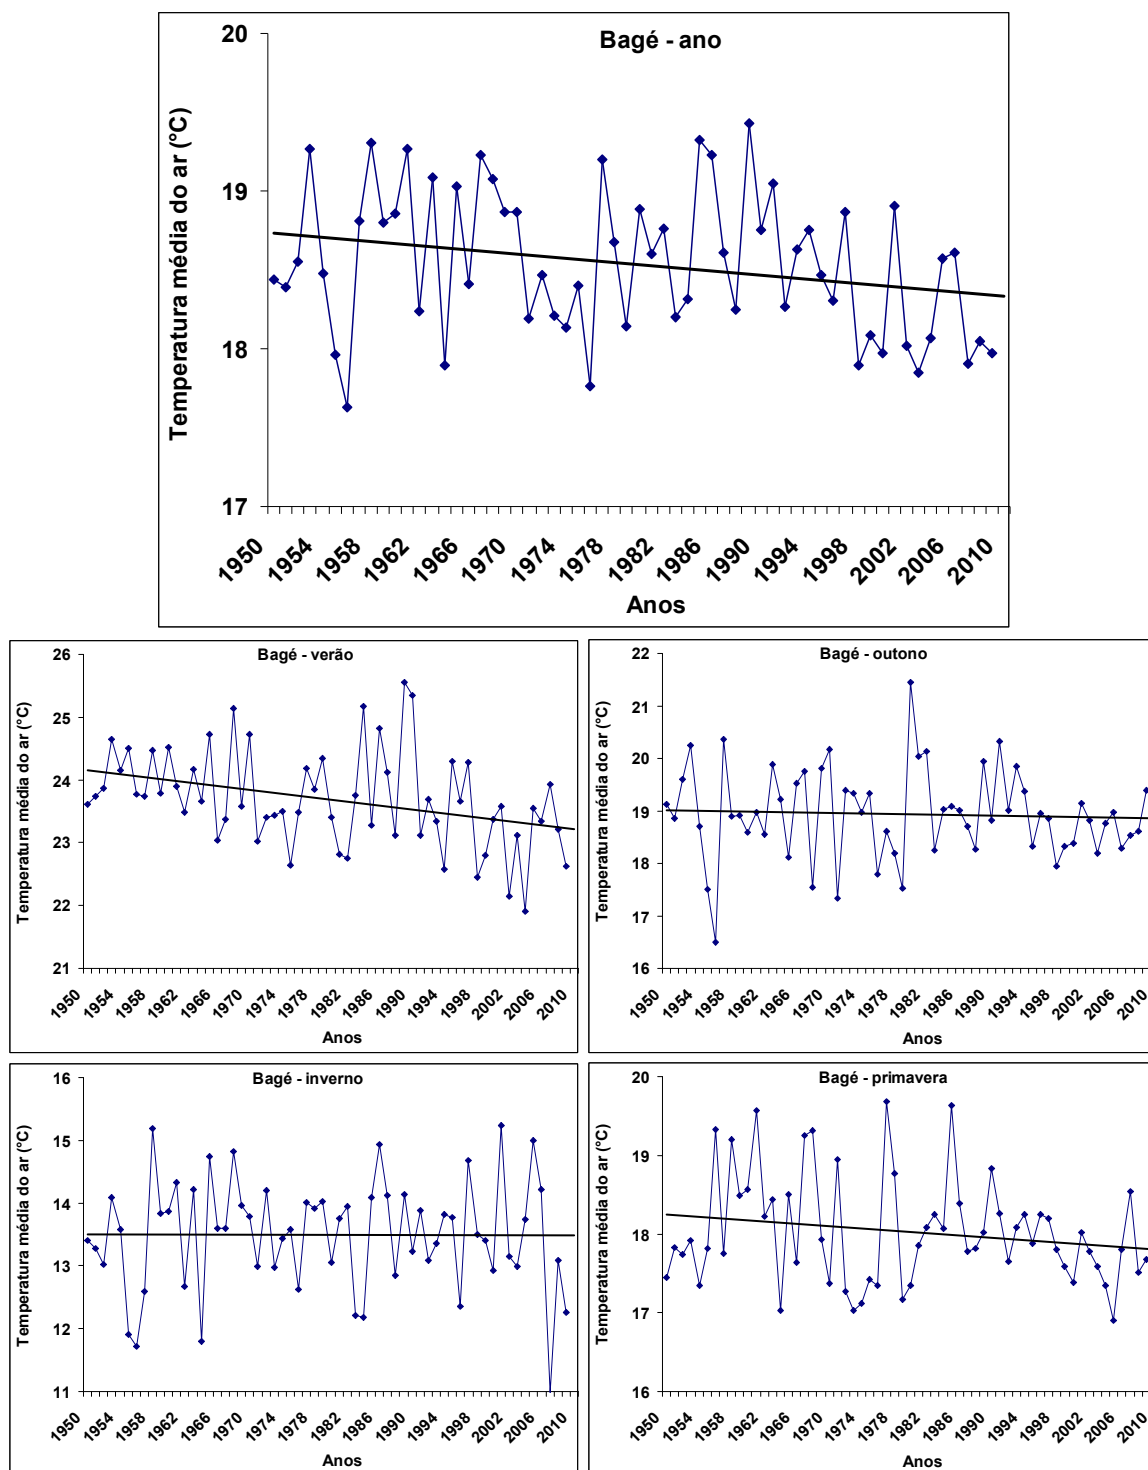 Bagé - ano
Temperatura média do ar (°C)
20
19
18
17
1950 1954 1958 1962 1966 1970 1974 1978 1982 1986 1990 1994 1998 2002 2006 2010
Anos
Bagé - verão
Temperatura média do ar (°C)
26
25
24
23
22
21
1950 1954 1958 1962 1966 1970 1974 1978 1982 1986 1990 1994 1998 2002 2006 2010
Anos
Bagé - outono
Temperatura média do ar (°C)
22
21
20
19
18
17
16
1950 1954 1958 1962 1966 1970 1974 1978 1982 1986 1990 1994 1998 2002 2006 2010
Anos
Bagé - inverno
Temperatura média do ar (°C)
16
15
14
13
12
11
1950 1954 1958 1962 1966 1970 1974 1978 1982 1986 1990 1994 1998 2002 2006 2010
Anos
Bagé - primavera
Temperatura média do ar (°C)
20
19
18
17
16
1950 1954 1958 1962 1966 1970 1974 1978 1982 1986 1990 1994 1998 2002 2006 2010
Anos